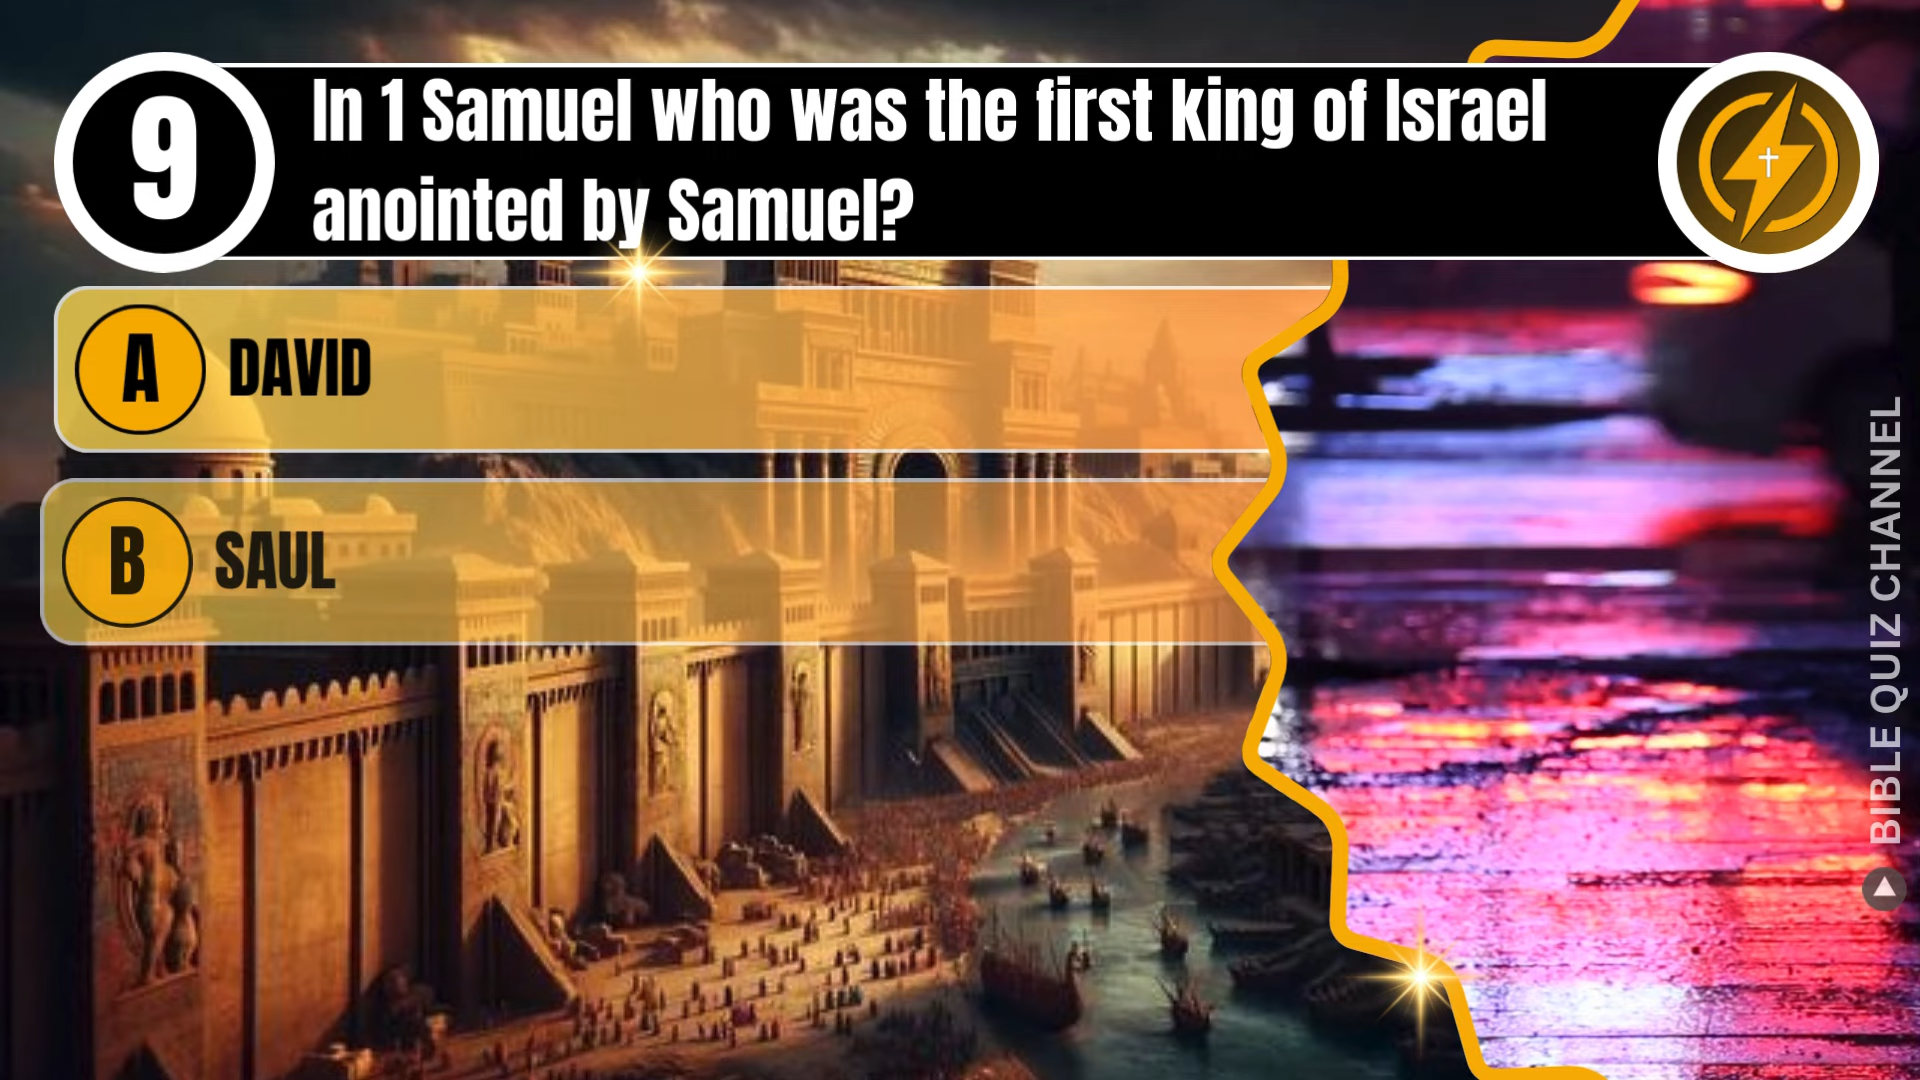 9
In 1 Samuel who was the first king of Israel
anointed by Samuel?
A DAVID
B SAUL
BIBLE QUIZ CHANNEL